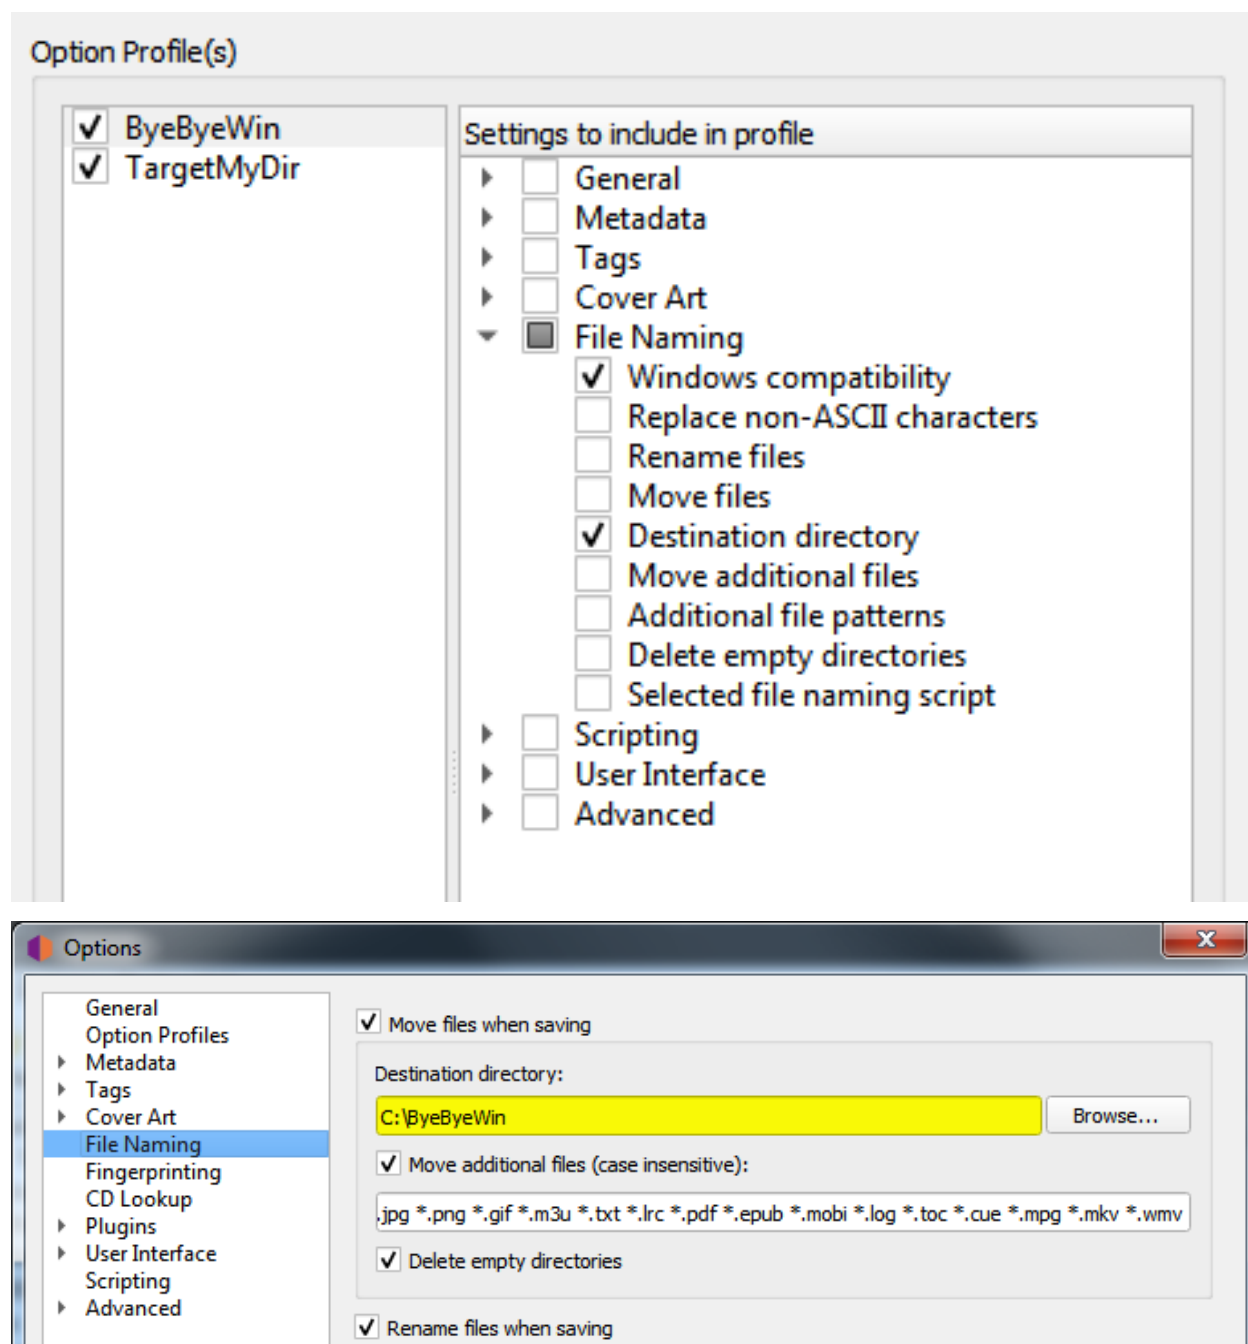 Option Profile(s)
ByeByeWin
TargetMyDir
Settings to include in profile
General
Metadata
Tags
Cover Art
File Naming
Windows compatibility
Replace non-ASCII characters
Rename files
Move files
Destination directory
Move additional files
Additional file patterns
Delete empty directories
Selected file naming script
Scripting
User Interface
Advanced
Options
General
Option Profiles
Metadata
Tags
Cover Art
File Naming
Fingerprinting
CD Lookup
Plugins
User Interface
Scripting
Advanced
Move files when saving
Destination directory:
C:\ByeByeWin
Browse...
Move additional files (case insensitive):
.jpg *.png *.gif *.m3u *.txt *.lrc *.pdf *.epub *.mobi *.log *.toc *.cue *.mpg *.mkv *.wmv
Delete empty directories
Rename files when saving